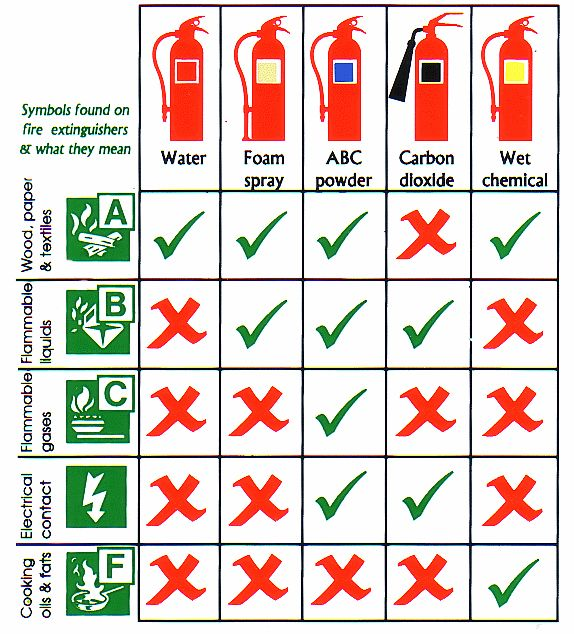 Symbols found on
fire extinguishers
& what they mean
Water
Foam
spray
ABC
powder
Carbon
dioxide
Wet
chemical
Wood, paper
& textiles
A
Flammable
liquids
B
Flammable
gases
C
Electrical
contact
Cooking
oils & fats
F